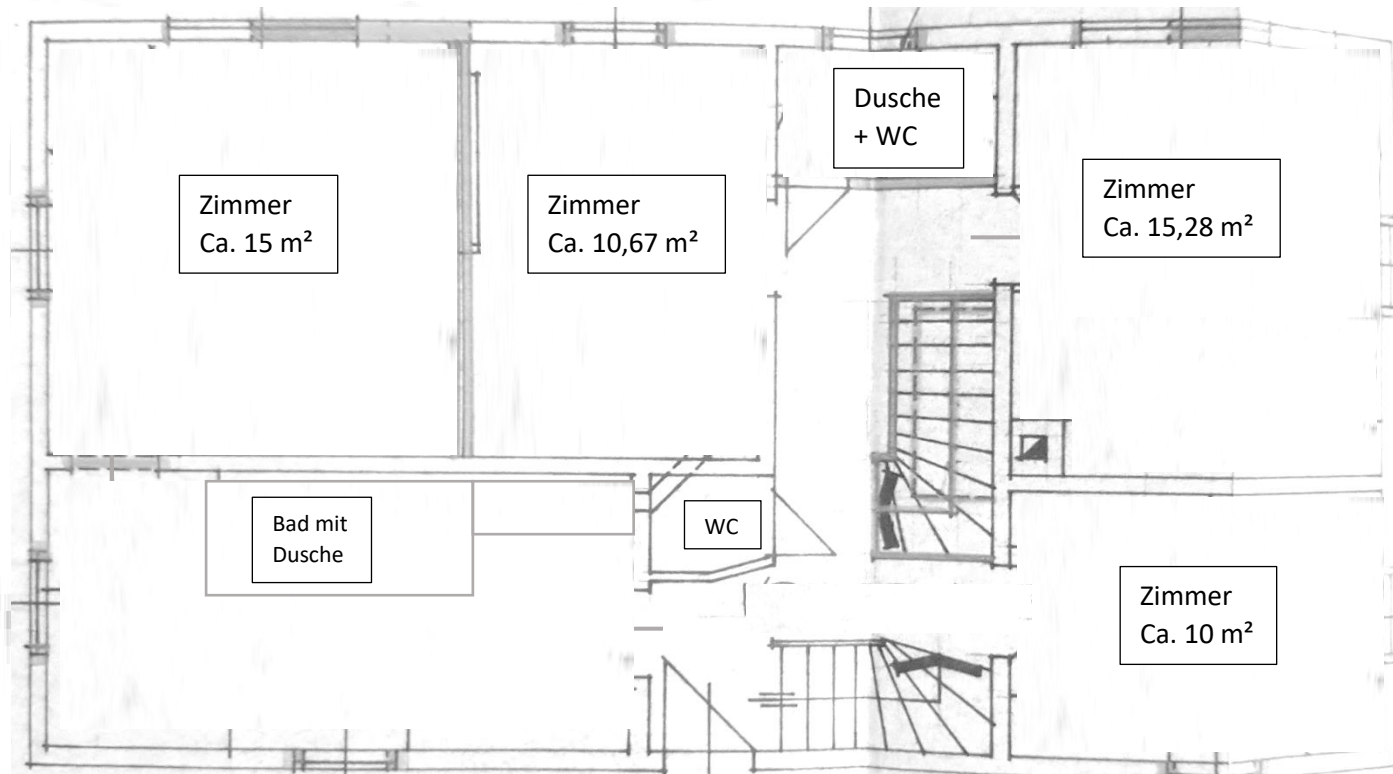 Dusche
+ WC
Zimmer
Ca. 15 m²
Zimmer
Ca. 10,67 m²
Zimmer
Ca. 15,28 m²
Bad mit
Dusche
WC
Zimmer
Ca. 10 m²